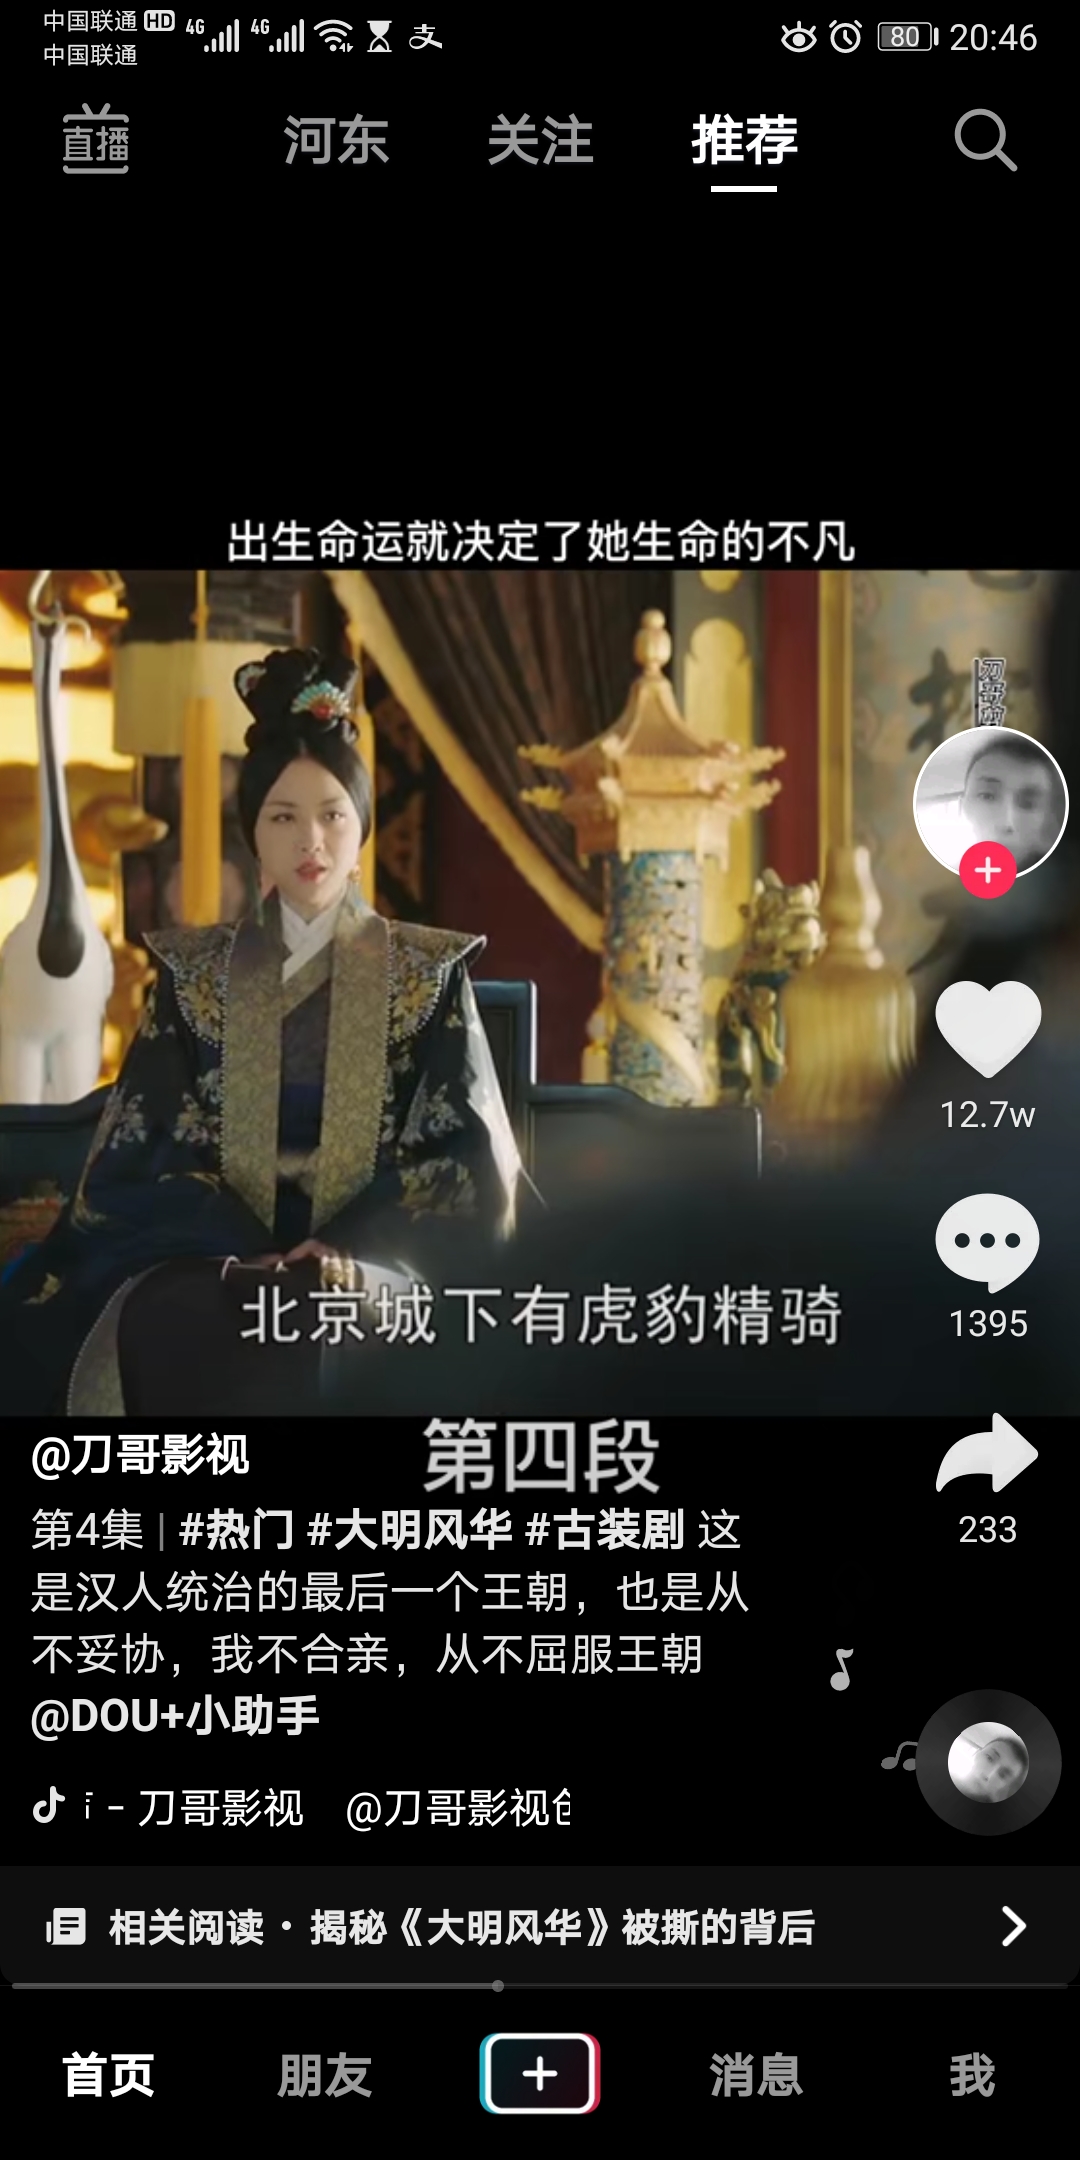 中国联通 HD 4G 4G 支 80 20:46
中国联通
直播 河东 关注 推荐
出生命运就决定了她生命的不凡
刀哥
12.7w
北京城下有虎豹精骑
1395
第四段
@刀哥影视
第4集 | #热门 #大明风华 #古装剧 这
是汉人统治的最后一个王朝，也是从
不妥协，我不合亲，从不屈服王朝
@DOU+小助手
233
- 刀哥影视 @刀哥影视
相关阅读・揭秘《大明风华》被撕的背后
首页 朋友 消息 我